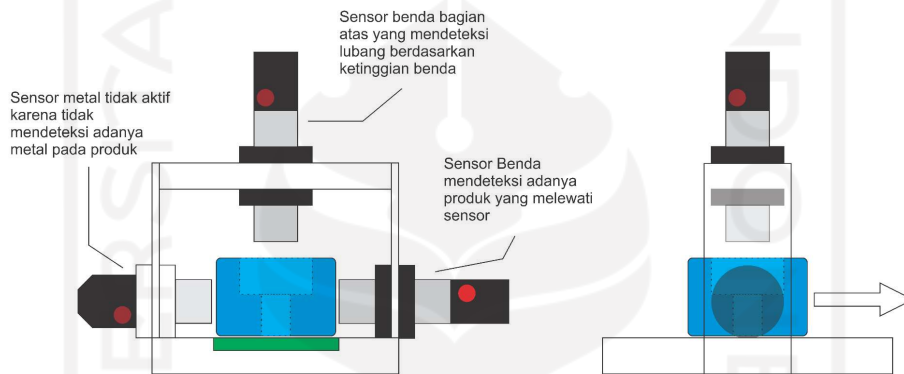 Sensor benda bagian
atas yang mendeteksi
lubang berdasarkan
ketinggian benda
Sensor metal tidak aktif
karena tidak
mendeteksi adanya
metal pada produk
Sensor Benda
mendeteksi adanya
produk yang melewati
sensor